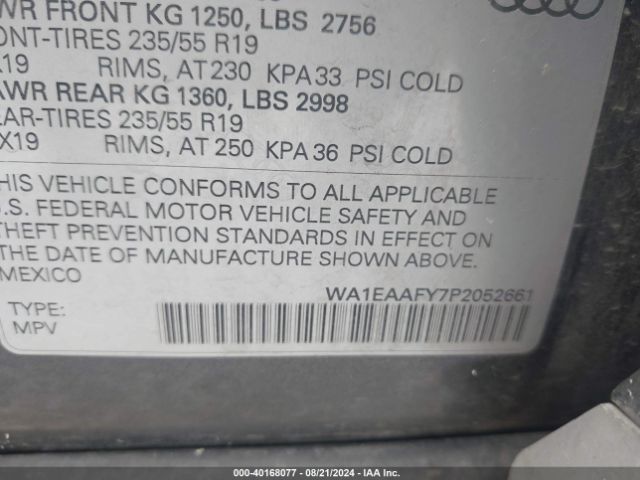 WR FRONT KG 1250, LBS 2756
ONT-TIRES 235/55 R19
X19 RIMS, AT 230 KPA 33 PSI COLD
AWR REAR KG 1360, LBS 2998
EAR-TIRES 235/55 R19
X19 RIMS, AT 250 KPA 36 PSI COLD
HIS VEHICLE CONFORMS TO ALL APPLICABLE
U.S. FEDERAL MOTOR VEHICLE SAFETY AND
THEFT PREVENTION STANDARDS IN EFFECT ON
THE DATE OF MANUFACTURE SHOWN ABOVE.
MEXICO
WA1EAAFY7P2052661
TYPE:
MPV
000-40168077 - 08/21/2024 - IAA Inc.